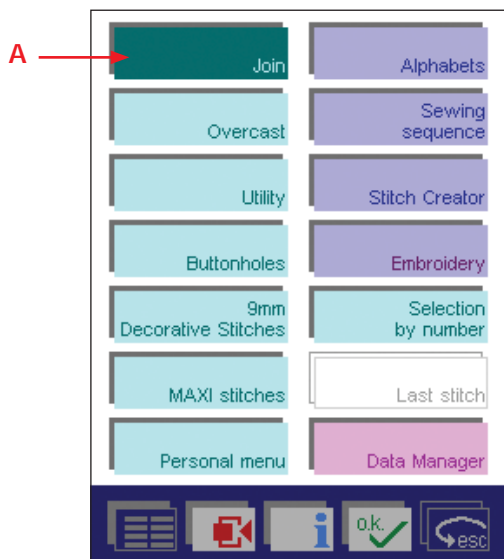 A
Join
Alphabets
Overcast
Sewing
sequence
Utility
Stitch Creator
Buttonholes
Embroidery
9mm
Decorative Stitches
Selection
by number
MAXI stitches
Last stitch
Personal menu
Data Manager
i
o.k.
esc